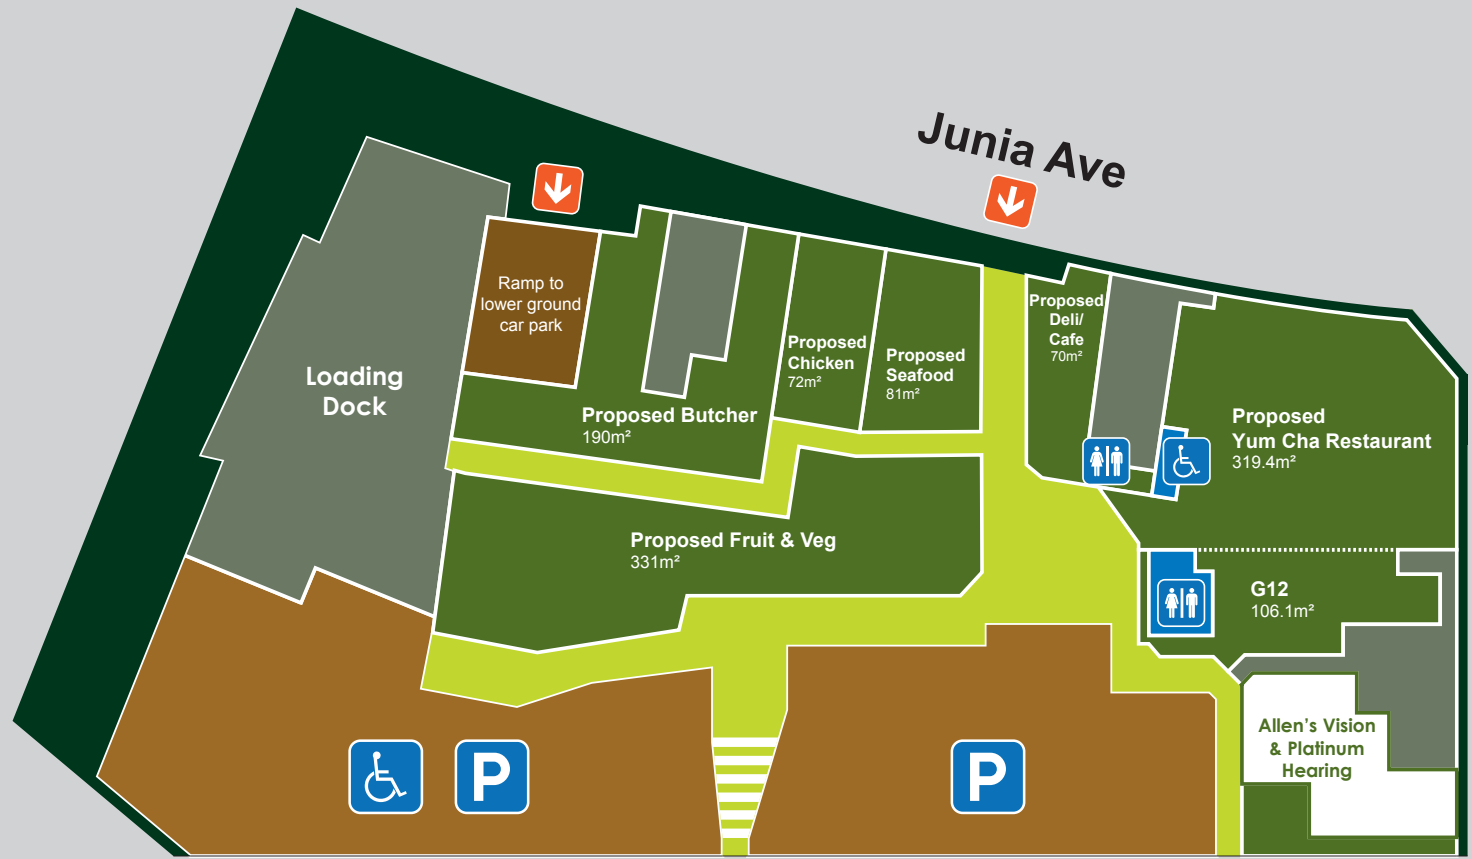 Junia Ave
Ramp to
lower ground
car park
Loading
Dock
Proposed Butcher
190m²
Proposed
Chicken
72m²
Proposed
Seafood
81m²
Proposed
Deli/
Cafe
70m²
Proposed
Yum Cha Restaurant
319.4m²
Proposed Fruit & Veg
331m²
G12
106.1m²
Allen's Vision
& Platinum
Hearing
P
P